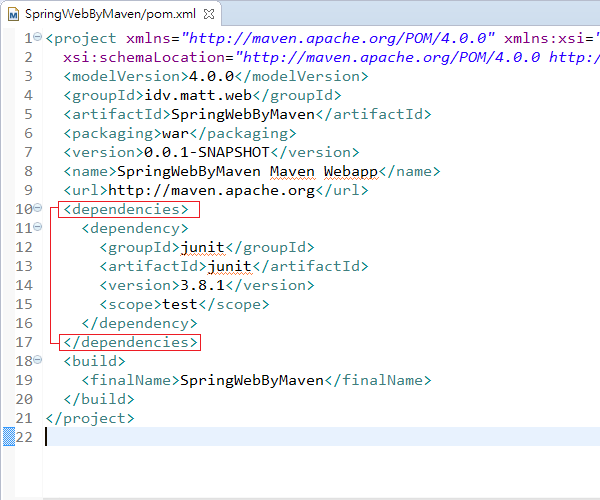 SpringWebByMaven/pom.xml
1 <project xmlns="http://maven.apache.org/POM/4.0.0" xmlns:xsi="
2 xsi:schemaLocation="http://maven.apache.org/POM/4.0.0 http:
3 <modelVersion>4.0.0</modelVersion>
4 <groupId>idv.matt.web</groupId>
5 <artifactId>SpringWebByMaven</artifactId>
6 <packaging>war</packaging>
7 <version>0.0.1-SNAPSHOT</version>
8 <name>SpringWebByMaven Maven Webapp</name>
9 <url>http://maven.apache.org</url>
10 <dependencies>
11 <dependency>
12 <groupId>junit</groupId>
13 <artifactId>junit</artifactId>
14 <version>3.8.1</version>
15 <scope>test</scope>
16 </dependency>
17 </dependencies>
18 <build>
19 <finalName>SpringWebByMaven</finalName>
20 </build>
21 </project>
22